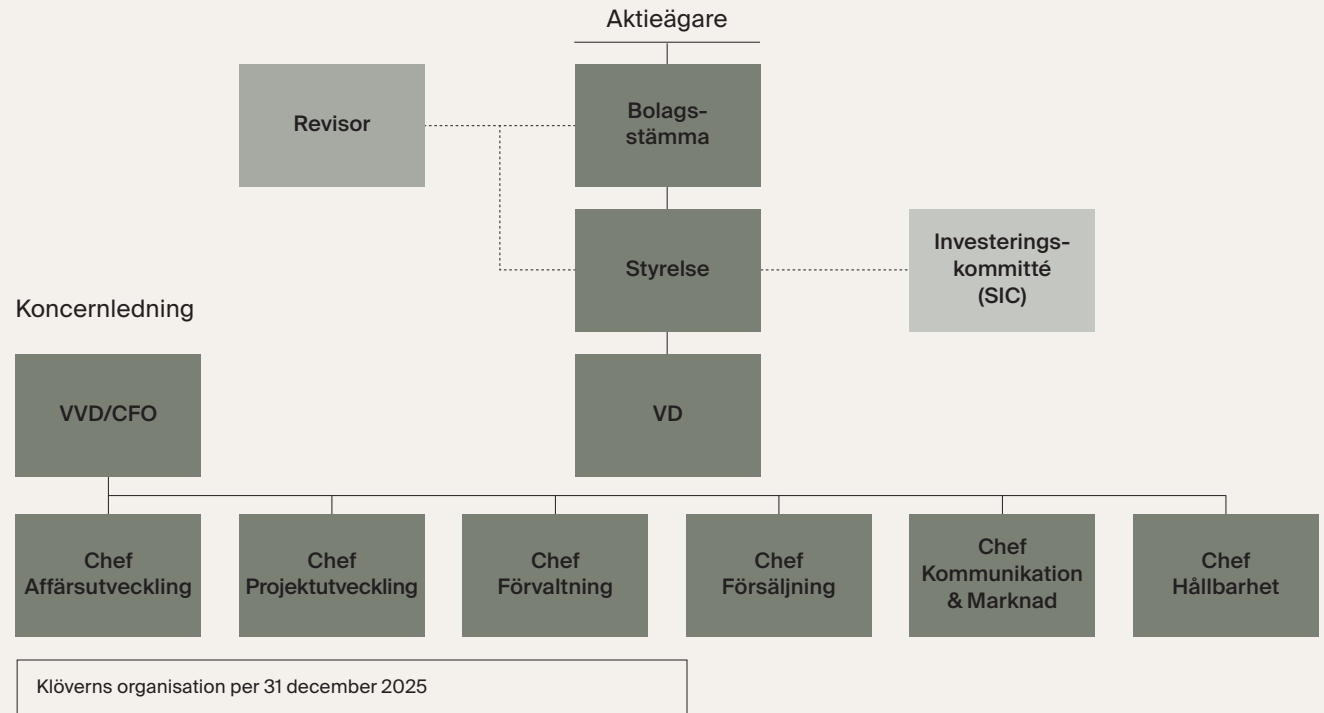 Aktieägare
Revisor
Bolags-
stämma
Styrelse
Investerings-
kommitté
(SIC)
Koncernledning
VVD/CFO
VD
Chef
Affärsutveckling
Chef
Projektutveckling
Chef
Förvaltning
Chef
Försäljning
Chef
Kommunikation
& Marknad
Chef
Hållbarhet
Klöverns organisation per 31 december 2025